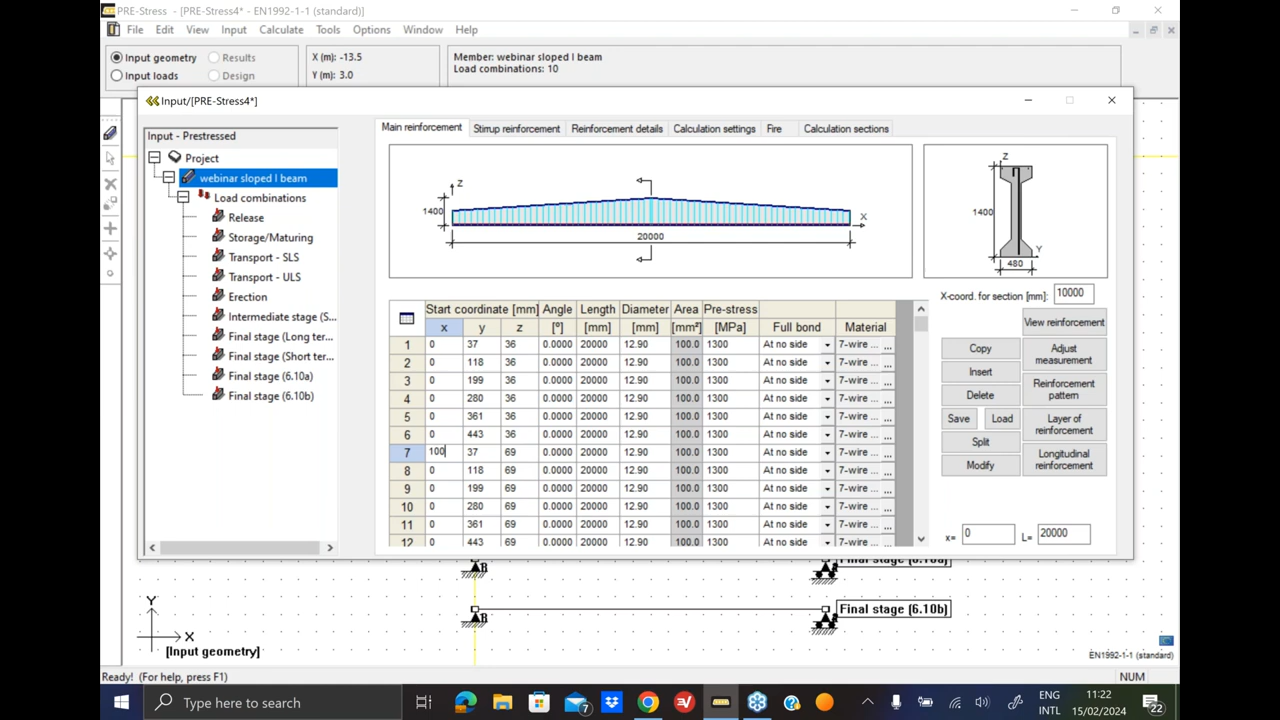 PRE-Stress - [PRE-Stress4* - EN1992-1-1 (standard)]
File Edit View Input Calculate Tools Options Window Help
Input geometry Results
Input loads Design
X (m): -13.5
Y (m): 3.0
Member: webinar sloped I beam
Load combinations: 10
Input/[PRE-Stress4*]
Input - Prestressed
Project
webinar sloped I beam
Load combinations
Release
Storage/Maturing
Transport - SLS
Transport - ULS
Erection
Intermediate stage (S...
Final stage (Long ter...
Final stage (Short ter...
Final stage (6.10a)
Final stage (6.10b)
Main reinforcement Stirrup reinforcement Reinforcement details Calculation settings Fire Calculation sections
Z
1400
X
20000
Z
1400
Y
480
X-coord. for section [mm]: 10000
Start coordinate [mm] Angle Length Diameter Area Pre-stress
x y z [º] [mm] [mm] [mm²] [MPa] Full bond Material
1 0 37 36 0.0000 20000 12.90 100.0 1300 At no side 7-wire ... ...
2 0 118 36 0.0000 20000 12.90 100.0 1300 At no side 7-wire ... ...
3 0 199 36 0.0000 20000 12.90 100.0 1300 At no side 7-wire ... ...
4 0 280 36 0.0000 20000 12.90 100.0 1300 At no side 7-wire ... ...
5 0 361 36 0.0000 20000 12.90 100.0 1300 At no side 7-wire ... ...
6 0 443 36 0.0000 20000 12.90 100.0 1300 At no side 7-wire ... ...
7 100 37 69 0.0000 20000 12.90 100.0 1300 At no side 7-wire ... ...
8 0 118 69 0.0000 20000 12.90 100.0 1300 At no side 7-wire ... ...
9 0 199 69 0.0000 20000 12.90 100.0 1300 At no side 7-wire ... ...
10 0 280 69 0.0000 20000 12.90 100.0 1300 At no side 7-wire ... ...
11 0 361 69 0.0000 20000 12.90 100.0 1300 At no side 7-wire ... ...
12 0 443 69 0.0000 20000 12.90 100.0 1300 At no side 7-wire ... ...
View reinforcement
Copy
Adjust
measurement
Insert
Delete
Reinforcement
pattern
Save Load
Layer of
reinforcement
Split
Modify
Longitudinal
reinforcement
x= 0 L= 20000
B
Final stage (6.10a)
B
Final stage (6.10b)
Y
X
[Input geometry]
EN1992-1-1 (standard)
Ready! (For help, press F1)
NUM
Type here to search
7
ENG
INTL
11:22
15/02/2024
22